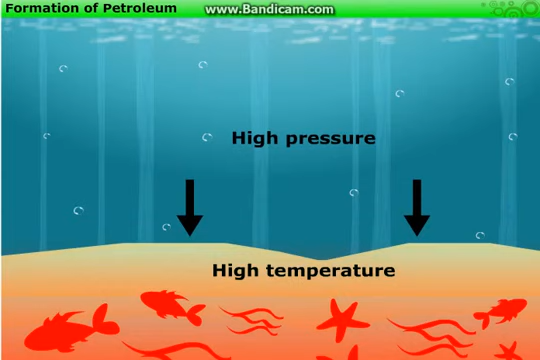 Formation of Petroleum
www.Bandicam.com
High pressure
High temperature